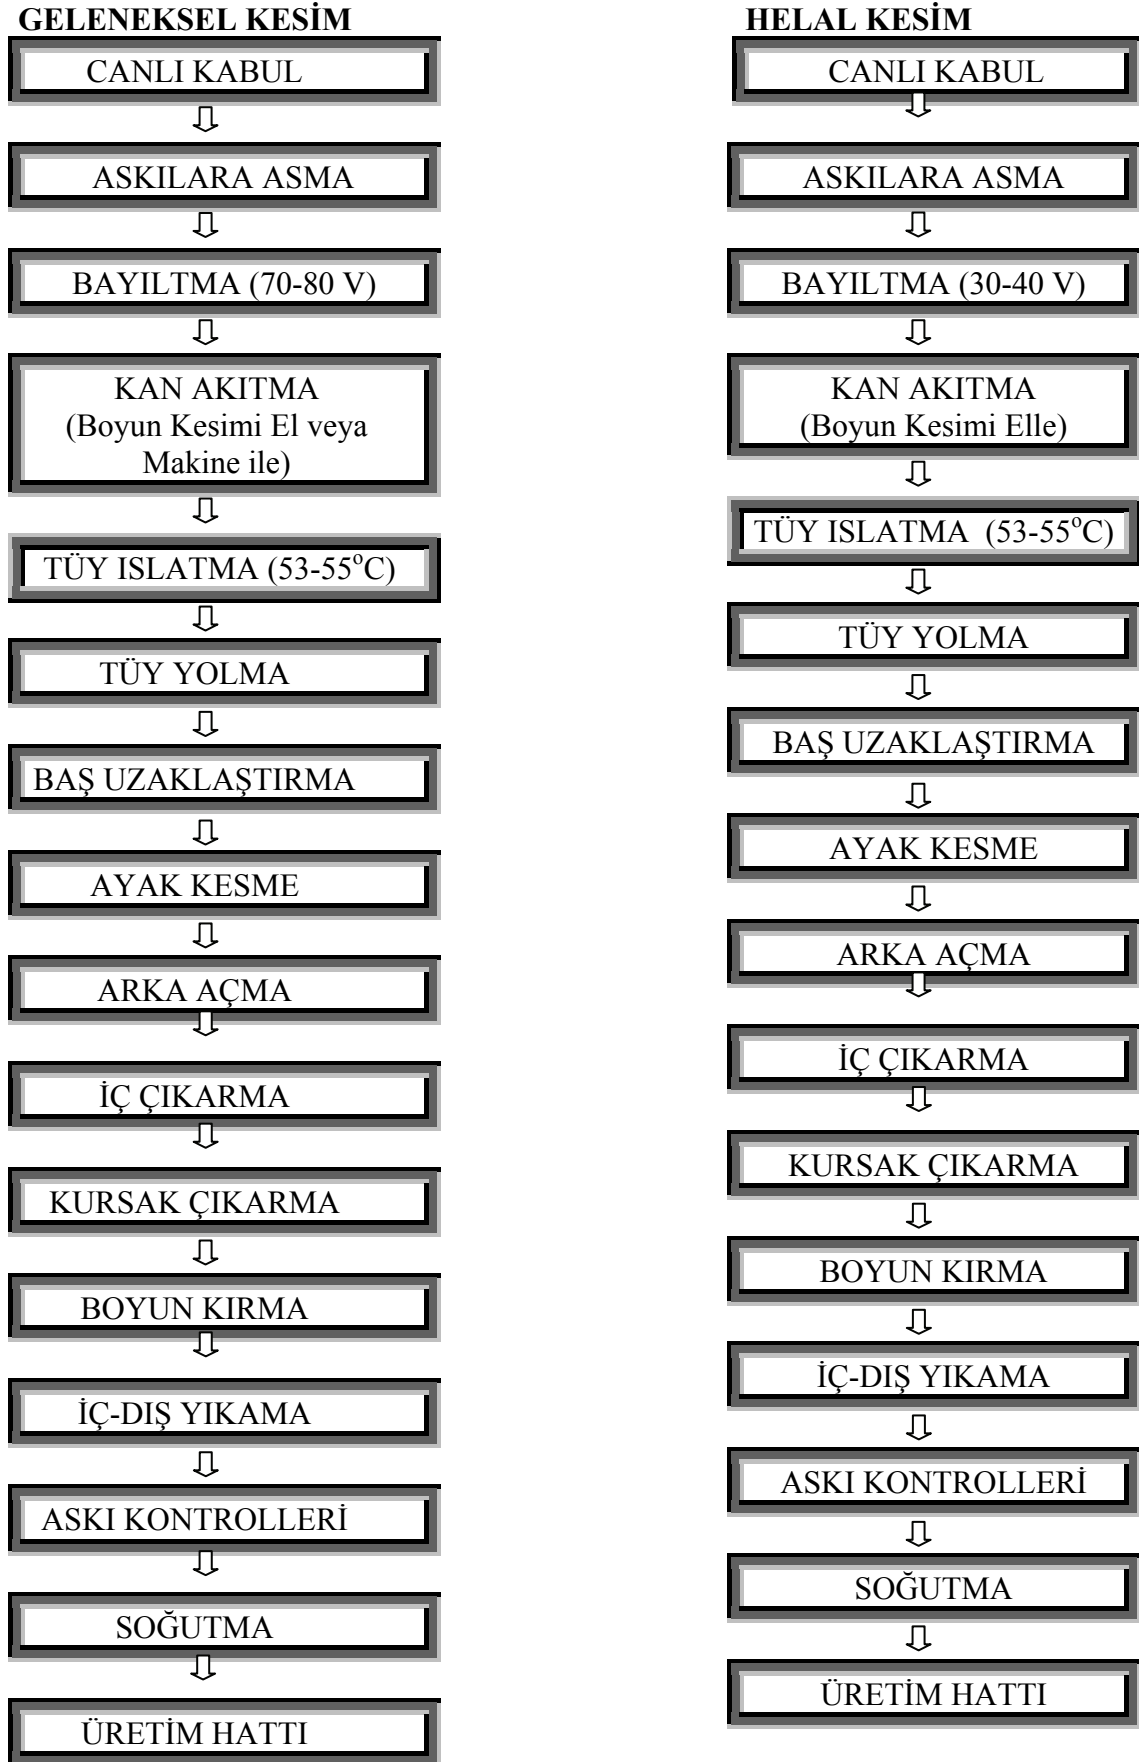 GELENEKSEL KESİM
CANLI KABUL
ASKILARA ASMA
BAYILTMA (70-80 V)
KAN AKITMA
(Boyun Kesimi El veya
Makine ile)
TÜY ISLATMA (53-55°C)
TÜY YOLMA
BAŞ UZAKLAŞTIRMA
AYAK KESME
ARKA AÇMA
İÇ ÇIKARMA
KURSAK ÇIKARMA
BOYUN KIRMA
İÇ-DIŞ YIKAMA
ASKI KONTROLLERİ
SOĞUTMA
ÜRETİM HATTI
HELAL KESİM
CANLI KABUL
ASKILARA ASMA
BAYILTMA (30-40 V)
KAN AKITMA
(Boyun Kesimi Elle)
TÜY ISLATMA (53-55°C)
TÜY YOLMA
BAŞ UZAKLAŞTIRMA
AYAK KESME
ARKA AÇMA
İÇ ÇIKARMA
KURSAK ÇIKARMA
BOYUN KIRMA
İÇ-DIŞ YIKAMA
ASKI KONTROLLERİ
SOĞUTMA
ÜRETİM HATTI